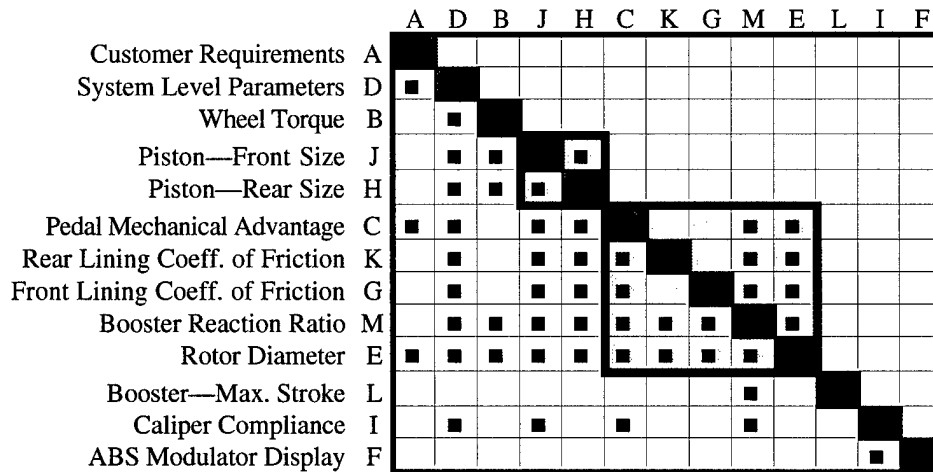 A D B J H C K G M E L I F
Customer Requirements A
System Level Parameters D
Wheel Torque B
Piston—Front Size J
Piston—Rear Size H
Pedal Mechanical Advantage C
Rear Lining Coeff. of Friction K
Front Lining Coeff. of Friction G
Booster Reaction Ratio M
Rotor Diameter E
Booster—Max. Stroke L
Caliper Compliance I
ABS Modulator Display F